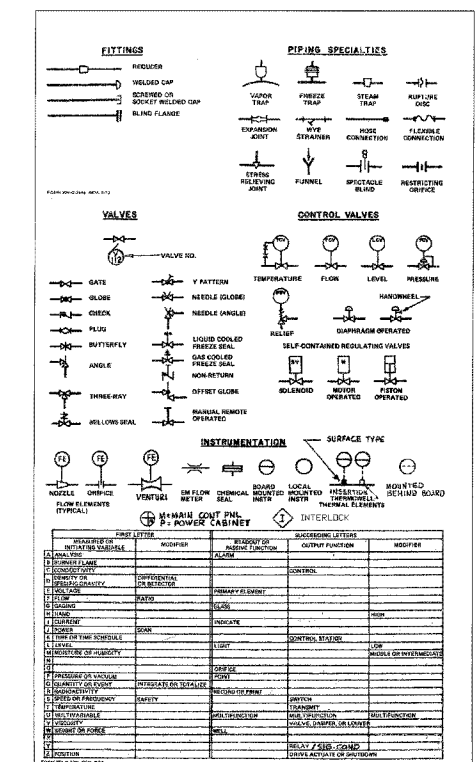 FITTINGS
REDUCER
WELDED CAP
SCREWED OR
SOCKET WELDED CAP
BLIND FLANGE
PIPING SPECIALTIES
VAPOR
TRAP
FREEZE
TRAP
STEAM
TRAP
RUPTURE
DISC
EXPANSION
JOINT
WYE
STRAINER
HOSE
CONNECTION
FLEXIBLE
CONNECTION
STRESS
RELIEVING
JOINT
FUNNEL
SPECTACLE
BLIND
RESTRICTING
ORIFICE
VALVES
VALVE NO.
GATE
GLOBE
CHECK
PLUG
BUTTERFLY
ANGLE
THREE-WAY
BELLOWS SEAL
Y PATTERN
NEEDLE (GLOBE)
NEEDLE (ANGLE)
LIQUID COOLED
FREEZE SEAL
GAS COOLED
FREEZE SEAL
NON-RETURN
OFFSET GLOBE
MANUAL REMOTE
OPERATED
CONTROL VALVES
TCV
FCV
LCV
PCV
TEMPERATURE
FLOW
LEVEL
PRESSURE
HANDWHEEL
RELIEF
DIAPHRAGM OPERATED
SELF-CONTAINED REGULATING VALVES
SV
M
SOLENOID
MOTOR
OPERATED
PISTON
OPERATED
INSTRUMENTATION
SURFACE TYPE
FE
FE
FE
NOZZLE
ORIFICE
FLOW ELEMENTS
(TYPICAL)
VENTURI
EM FLOW
METER
CHEMICAL
SEAL
BOARD
MOUNTED
INSTR
LOCAL
MOUNTED
INSTR
INSERTION
THERMOWELL
THERMAL ELEMENTS
MOUNTED
BEHIND BOARD
M=MAIN CONT PNL
P=POWER CABINET
I INTERLOCK
FIRST LETTER SUCCEEDING LETTERS
MEASURED OR
INITIATING VARIABLE
MODIFIER
READOUT OR
PASSIVE FUNCTION
OUTPUT FUNCTION
MODIFIER
A ANALYSIS ALARM
B BURNER FLAME
C CONDUCTIVITY CONTROL
D DENSITY OR
SPECIFIC GRAVITY
DIFFERENTIAL
OR DETECTOR
E VOLTAGE PRIMARY ELEMENT
F FLOW RATIO
G GAGING GLASS
H HAND HIGH
I CURRENT INDICATE
J POWER SCAN
K TIME OR TIME SCHEDULE CONTROL STATION
L LEVEL LIGHT LOW
M MOISTURE OR HUMIDITY MIDDLE OR INTERMEDIATE
N
O ORIFICE
P PRESSURE OR VACUUM POINT
Q QUANTITY OR EVENT INTEGRATE OR TOTALIZE
R RADIOACTIVITY RECORD OR PRINT
S SPEED OR FREQUENCY SAFETY SWITCH
T TEMPERATURE TRANSMIT
U MULTIVARIABLE MULTIFUNCTION MULTIFUNCTION MULTIFUNCTION
V VISCOSITY VALVE, DAMPER, OR LOUVER
W WEIGHT OR FORCE WELL
X
Y RELAY / SIG. COND
Z POSITION DRIVE ACTUATE OR SHUTDOWN